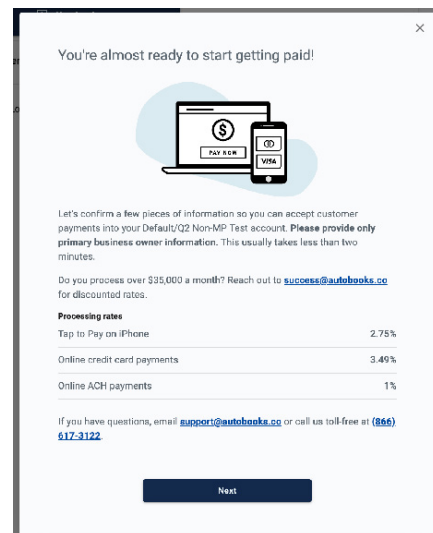 You're almost ready to start getting paid!
$
PAY NOW
VISA
Let's confirm a few pieces of information so you can accept customer
payments into your Default/Q2 Non-MP Test account. Please provide only
primary business owner information. This usually takes less than two
minutes.
Do you process over $35,000 a month? Reach out to success@autobooks.co
for discounted rates.
Processing rates
Tap to Pay on iPhone 2.75%
Online credit card payments 3.49%
Online ACH payments 1%
If you have questions, email support@autobooks.co or call us toll-free at (866)
617-3122.
Next